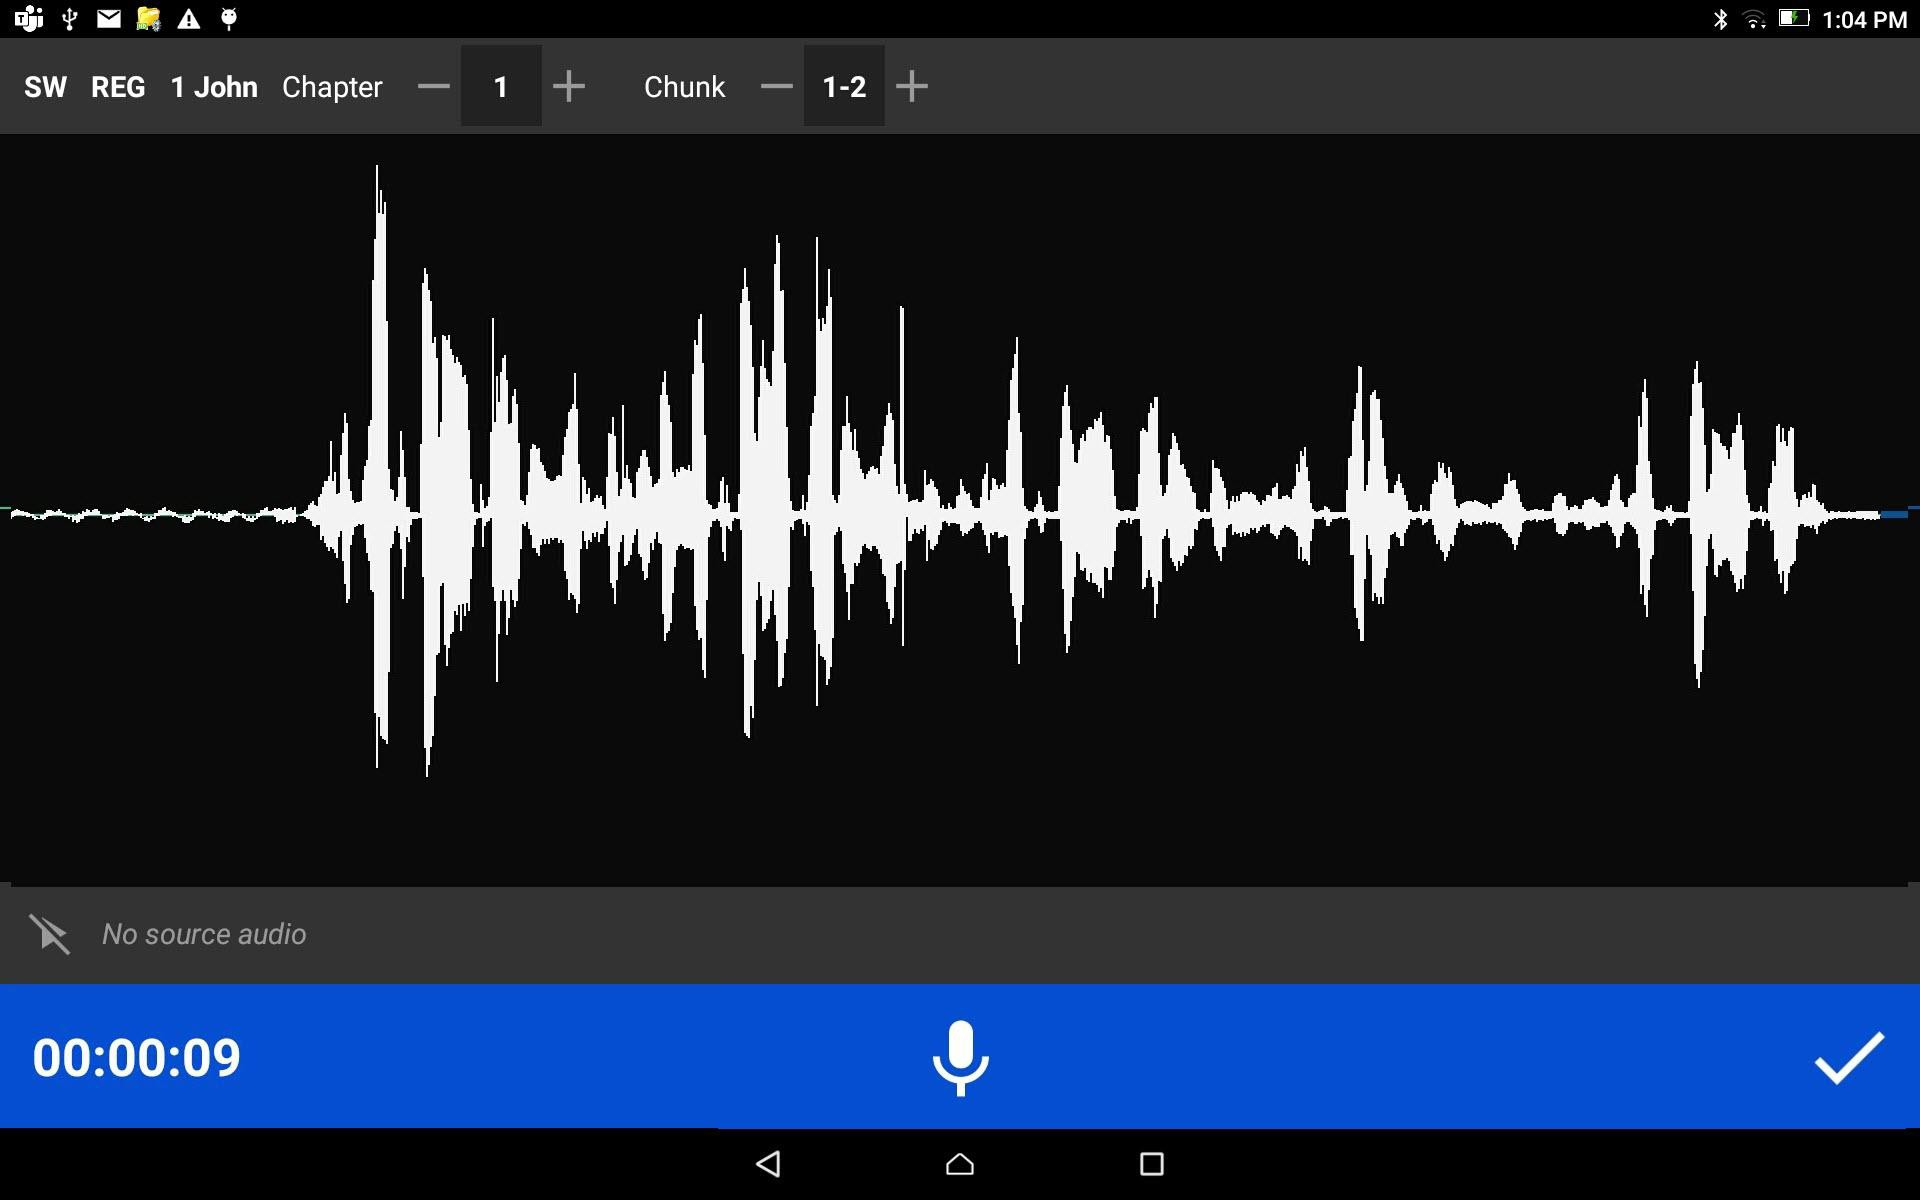 1:04 PM
SW REG 1 John Chapter 1 Chunk 1-2
No source audio
00:00:09